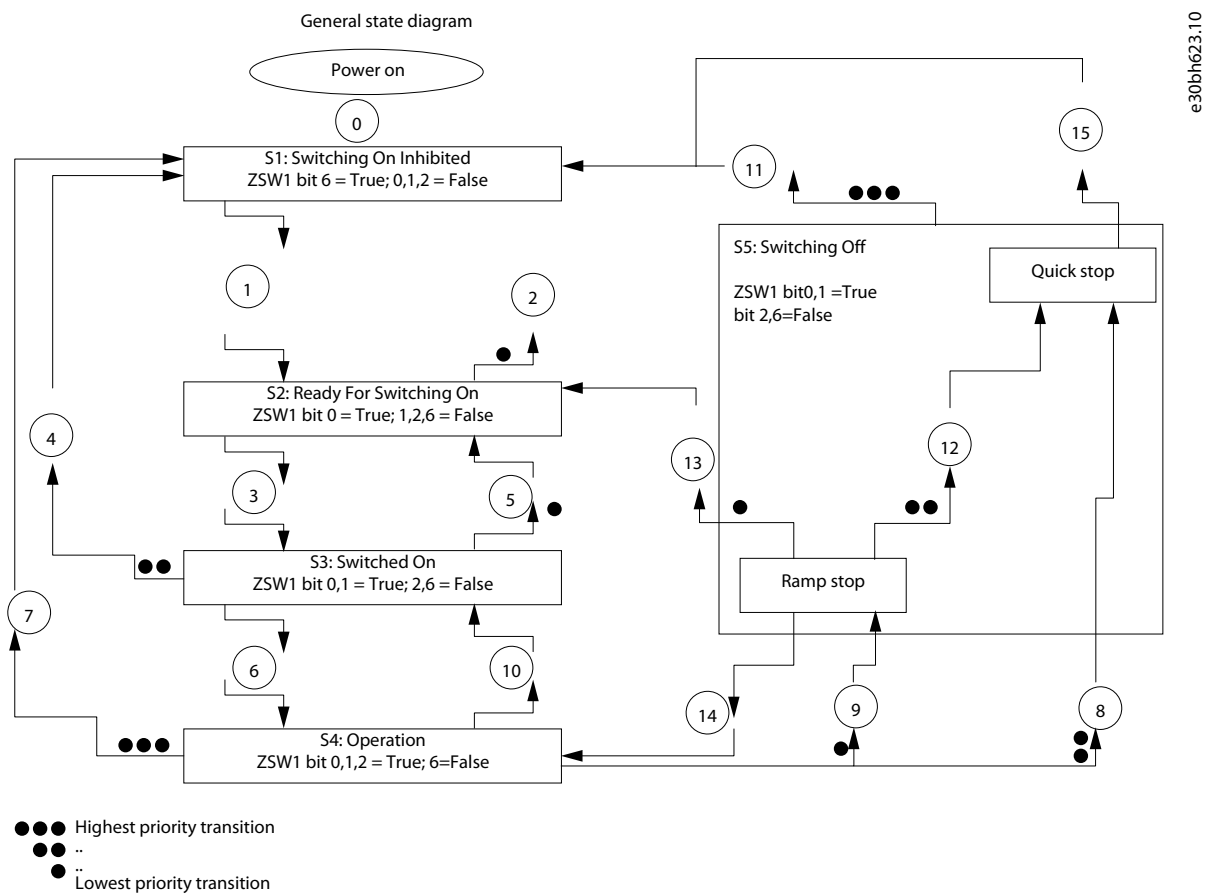 General state diagram
e30bh623.10
Power on
0
15
S1: Switching On Inhibited
ZSW1 bit 6 = True; 0,1,2 = False
11
S5: Switching Off
ZSW1 bit0,1 =True
bit 2,6=False
Quick stop
1
2
S2: Ready For Switching On
ZSW1 bit 0 = True; 1,2,6 = False
4
13
12
3
5
S3: Switched On
ZSW1 bit 0,1 = True; 2,6 = False
Ramp stop
7
6
10
14
9
8
S4: Operation
ZSW1 bit 0,1,2 = True; 6=False
Highest priority transition
..
..
Lowest priority transition